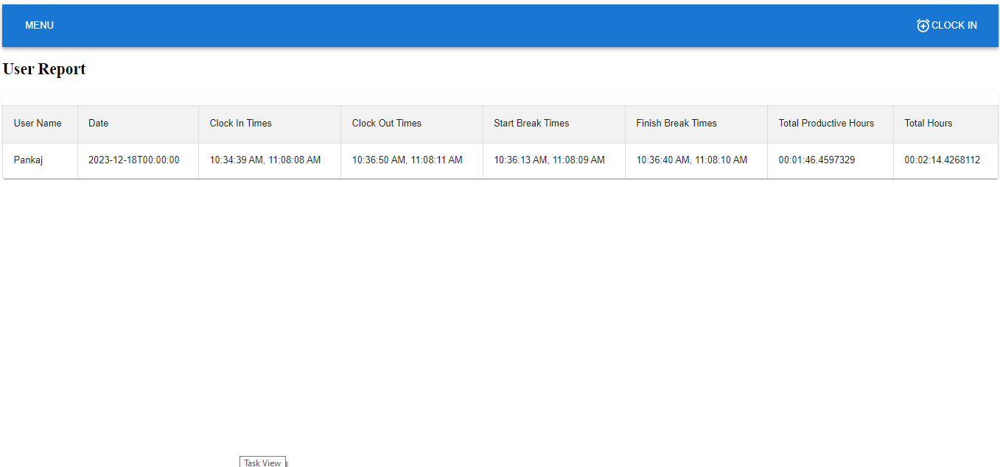 MENU CLOCK IN
User Report
User Name Date Clock In Times Clock Out Times Start Break Times Finish Break Times Total Productive Hours Total Hours
Pankaj 2023-12-18T00:00:00 10:34:39 AM, 11:08:08 AM 10:36:50 AM, 11:08:11 AM 10:36:13 AM, 11:08:09 AM 10:36:40 AM, 11:08:10 AM 00:01:46.4597329 00:02:14.4268112
Task View